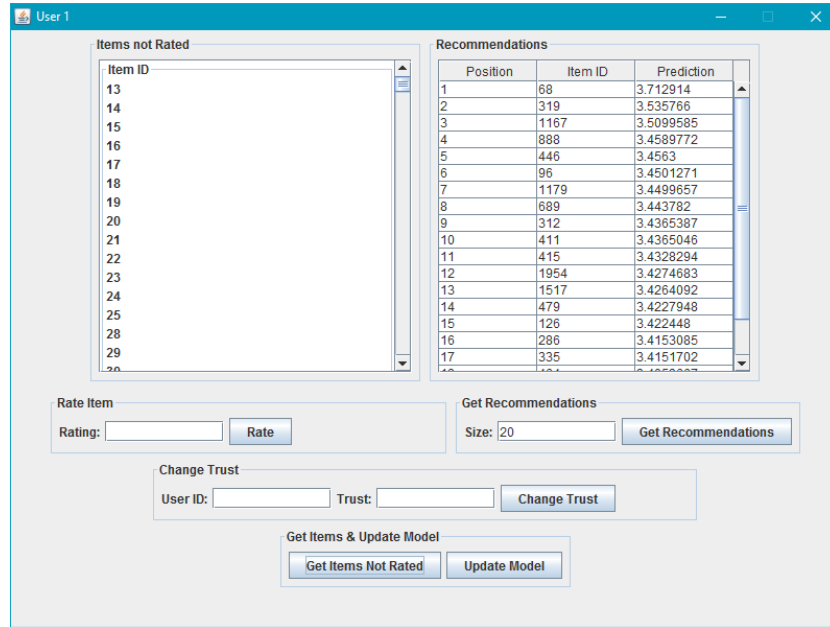 User 1
Items not Rated
Item ID
13
14
15
16
17
18
19
20
21
22
23
24
25
28
29
Recommendations
Position Item ID Prediction
1 68 3.712914
2 319 3.535766
3 1167 3.5099585
4 888 3.4589772
5 446 3.4563
6 96 3.4501271
7 1179 3.4499657
8 689 3.443782
9 312 3.4365387
10 411 3.4365046
11 415 3.4328294
12 1954 3.4274683
13 1517 3.4264092
14 479 3.4227948
15 126 3.422448
16 286 3.4153085
17 335 3.4151702
Rate Item
Rating: Rate
Get Recommendations
Size: 20 Get Recommendations
Change Trust
User ID: Trust: Change Trust
Get Items & Update Model
Get Items Not Rated Update Model